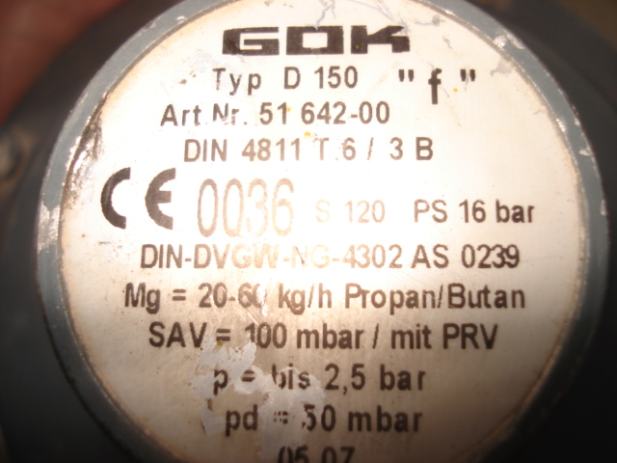 GOK
Typ D 150 "f"
Art.Nr. 51 642-00
DIN 4811 T.6 / 3 B
CE 0036 S 120 PS 16 bar
DIN-DVGW-NG-4302 AS 0239
Mg = 20-60 kg/h Propan/Butan
SAV = 100 mbar / mit PRV
p = bis 2,5 bar
pd = 50 mbar
05.07